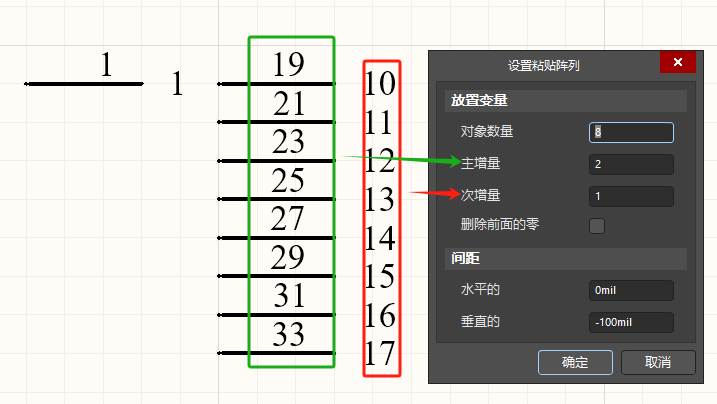 1 1
19 10
21 11
23 12
25 13
27 14
29 15
31 16
33 17
设置粘贴阵列
放置变量
对象数量 8
主增量 2
次增量 1
删除前面的零
间距
水平的 0mil
垂直的 -100mil
确定 取消